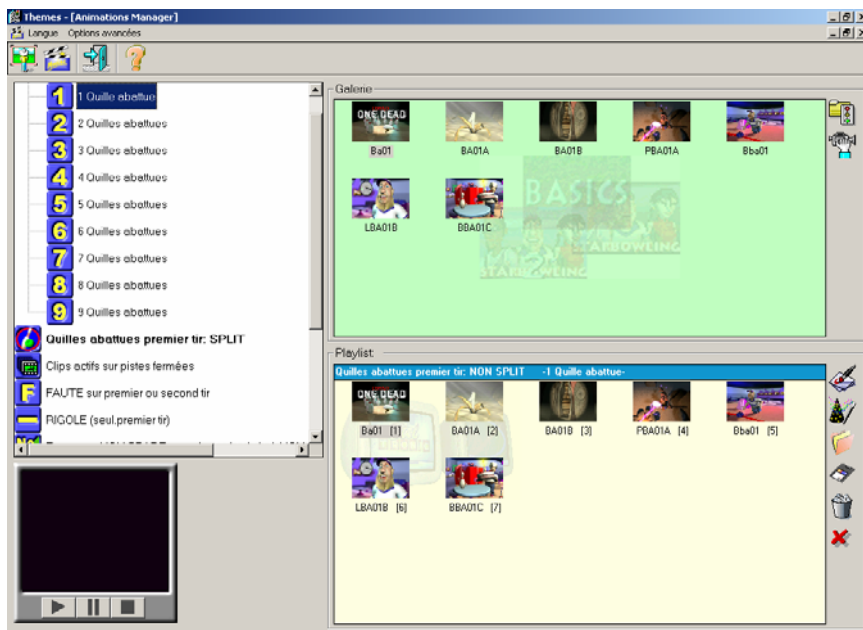 Themes - [Animations Manager]
Langue Options avancées
1 Quille abattue
2 Quilles abattues
3 Quilles abattues
4 Quilles abattues
5 Quilles abattues
6 Quilles abattues
7 Quilles abattues
8 Quilles abattues
9 Quilles abattues
Quilles abattues premier tir: SPLIT
Clips actifs sur pistes fermées
F FAUTE sur premier ou second tir
RIGOLE (seul.premier tir)
Galerie
ONE DEAD
Ba01 BA01A BA01B PBA01A Bba01
LBA01B BBA01C
BASICS
STARBOWLING
STARBOWLING
Playlist
Quilles abattues premier tir: NON SPLIT -1 Quille abattue-
ONE DEAD
Ba01 [1] BA01A [2] BA01B [3] PBA01A [4] Bba01 [5]
LBA01B [6] BBA01C [7]